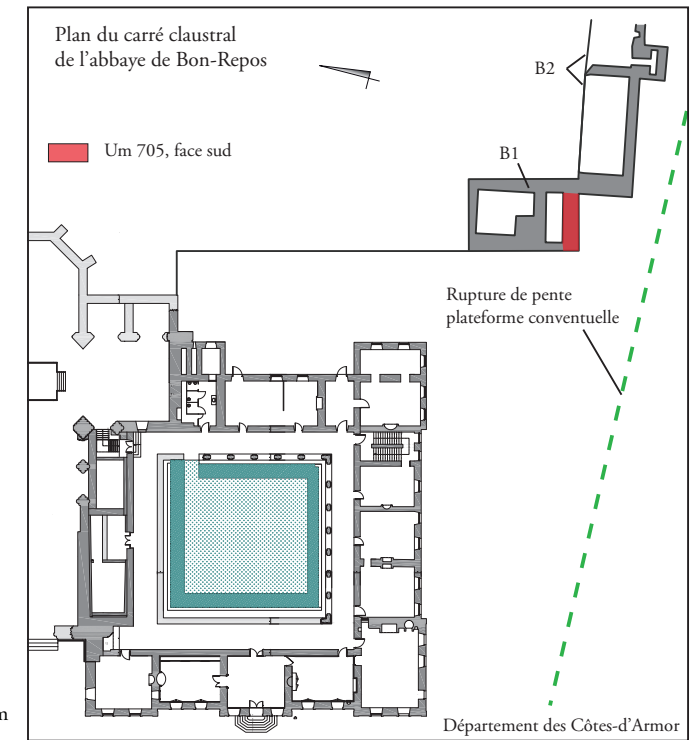 Plan du carré claustral
de l'abbaye de Bon-Repos
B2
Um 705, face sud
B1
Rupture de pente
plateforme conventuelle
Département des Côtes-d'Armor